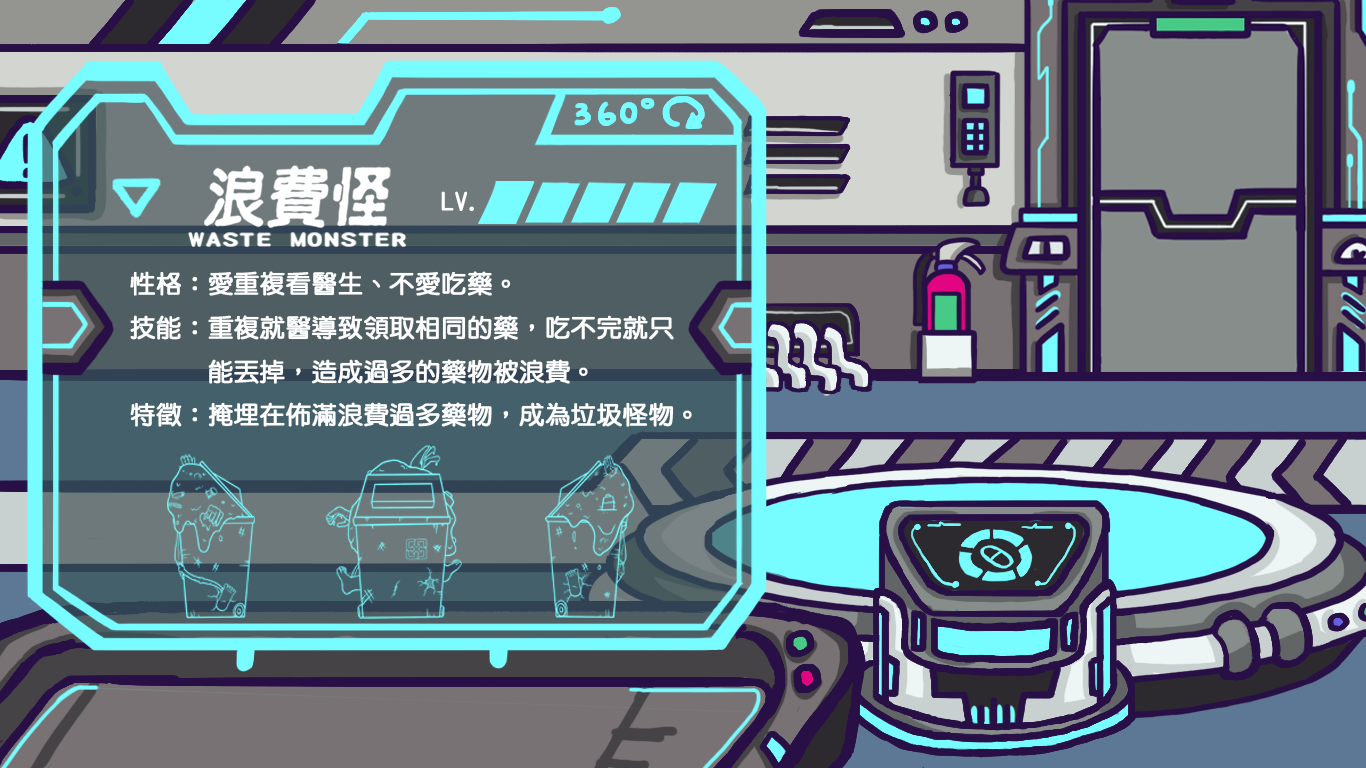 360°
浪費怪
LV.
WASTE MONSTER
性格：愛重複看醫生、不愛吃藥。
技能：重複就醫導致領取相同的藥，吃不完就只
能丟掉，造成過多的藥物被浪費。
特徵：掩埋在佈滿浪費過多藥物，成為垃圾怪物。